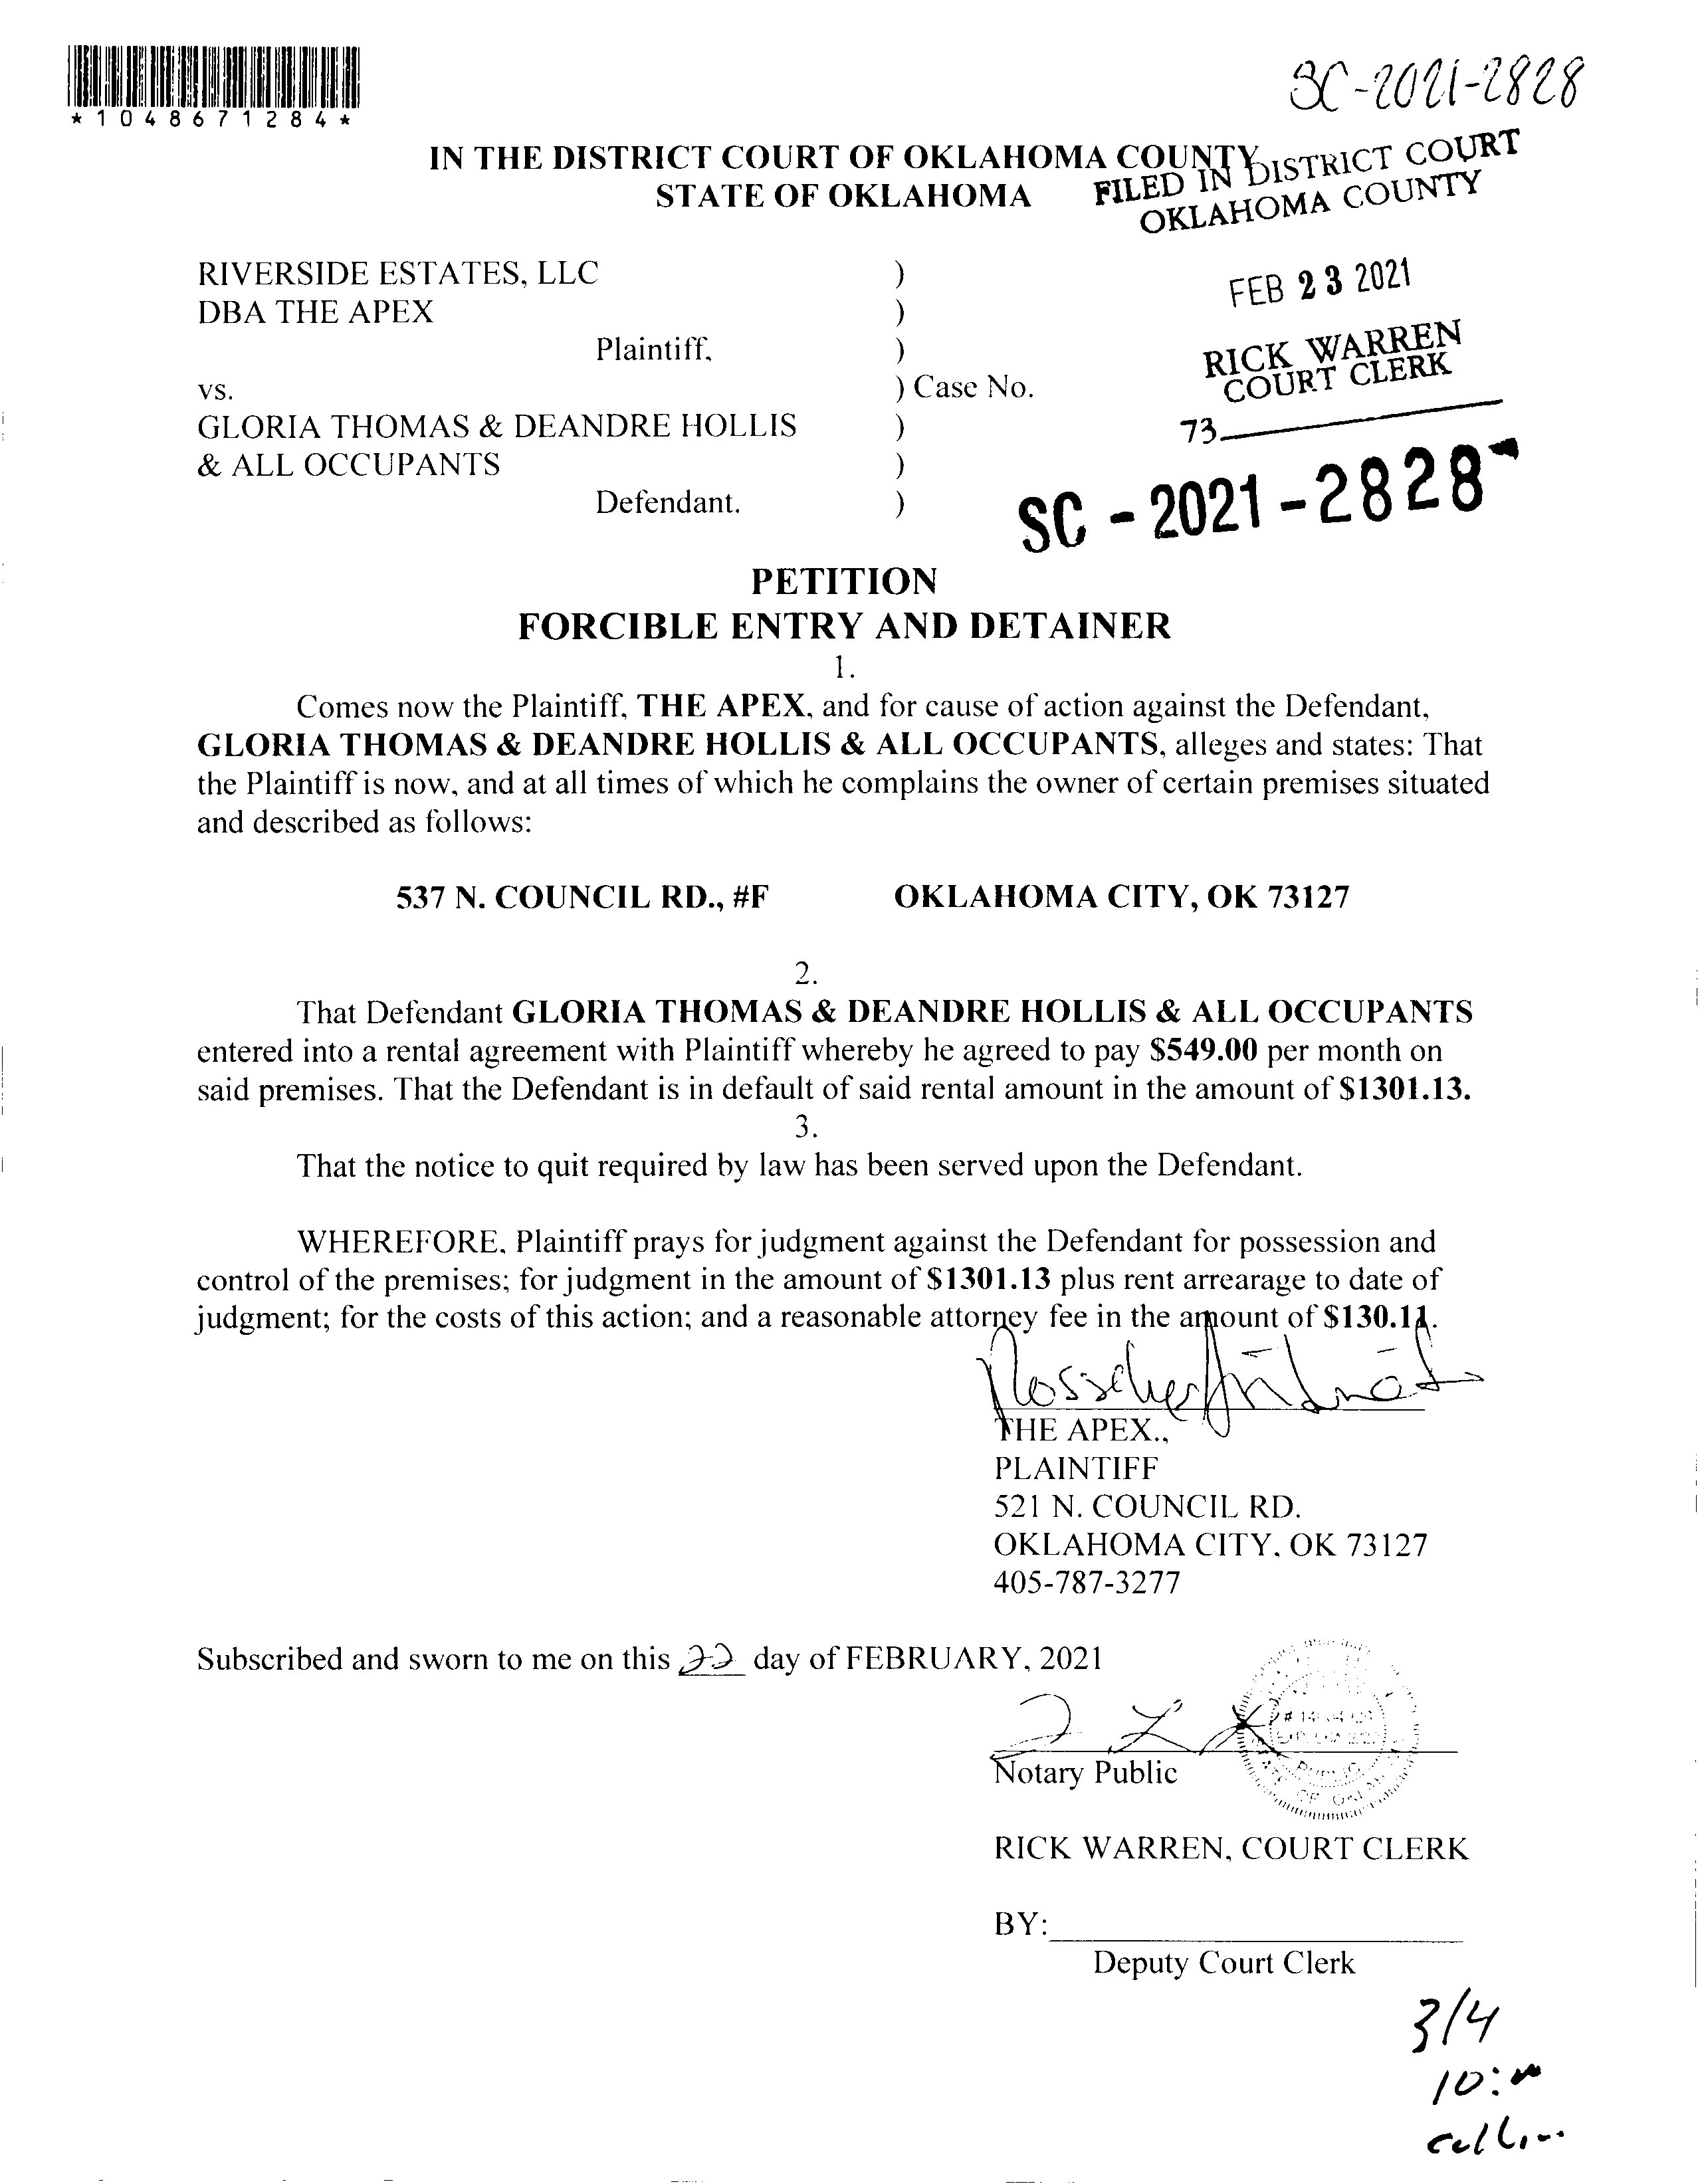 SC-2021-2828
*1048671284*
IN THE DISTRICT COURT OF OKLAHOMA COUNTY
STATE OF OKLAHOMA
FILED IN DISTRICT COURT
OKLAHOMA COUNTY
FEB 23 2021
RICK WARREN
COURT CLERK
73
SC-2021-2828
RIVERSIDE ESTATES, LLC )
DBA THE APEX )
Plaintiff, )
vs. ) Case No.
GLORIA THOMAS & DEANDRE HOLLIS )
& ALL OCCUPANTS )
Defendant. )
PETITION
FORCIBLE ENTRY AND DETAINER
1.
Comes now the Plaintiff, THE APEX, and for cause of action against the Defendant,
GLORIA THOMAS & DEANDRE HOLLIS & ALL OCCUPANTS, alleges and states: That
the Plaintiff is now, and at all times of which he complains the owner of certain premises situated
and described as follows:
537 N. COUNCIL RD., #F OKLAHOMA CITY, OK 73127
2.
That Defendant GLORIA THOMAS & DEANDRE HOLLIS & ALL OCCUPANTS
entered into a rental agreement with Plaintiff whereby he agreed to pay $549.00 per month on
said premises. That the Defendant is in default of said rental amount in the amount of $1301.13.
3.
That the notice to quit required by law has been served upon the Defendant.
WHEREFORE, Plaintiff prays for judgment against the Defendant for possession and
control of the premises; for judgment in the amount of $1301.13 plus rent arrearage to date of
judgment; for the costs of this action; and a reasonable attorney fee in the amount of $130.11.
THE APEX.,
PLAINTIFF
521 N. COUNCIL RD.
OKLAHOMA CITY, OK 73127
405-787-3277
Subscribed and sworn to me on this 22 day of FEBRUARY, 2021
Notary Public
RICK WARREN, COURT CLERK
BY:
Deputy Court Clerk
3/4
10: